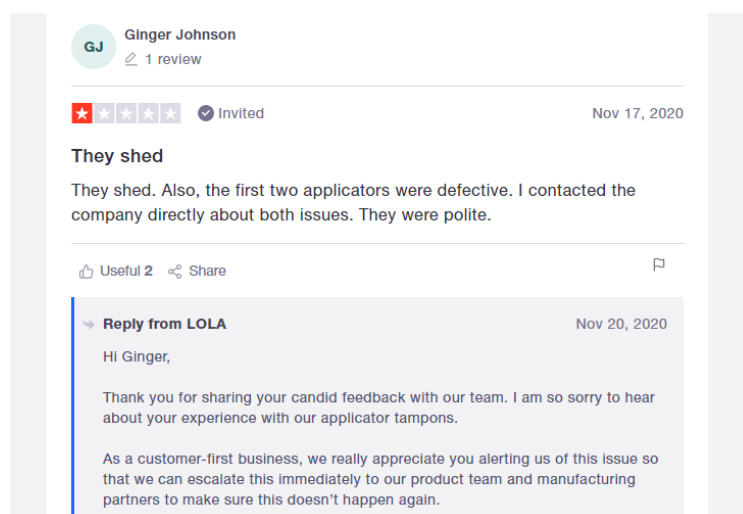 GJ
Ginger Johnson
1 review
Invited
Nov 17, 2020
They shed
They shed. Also, the first two applicators were defective. I contacted the
company directly about both issues. They were polite.
Useful 2
Share
Reply from LOLA
Nov 20, 2020
Hi Ginger,
Thank you for sharing your candid feedback with our team. I am so sorry to hear
about your experience with our applicator tampons.
As a customer-first business, we really appreciate you alerting us of this issue so
that we can escalate this immediately to our product team and manufacturing
partners to make sure this doesn't happen again.